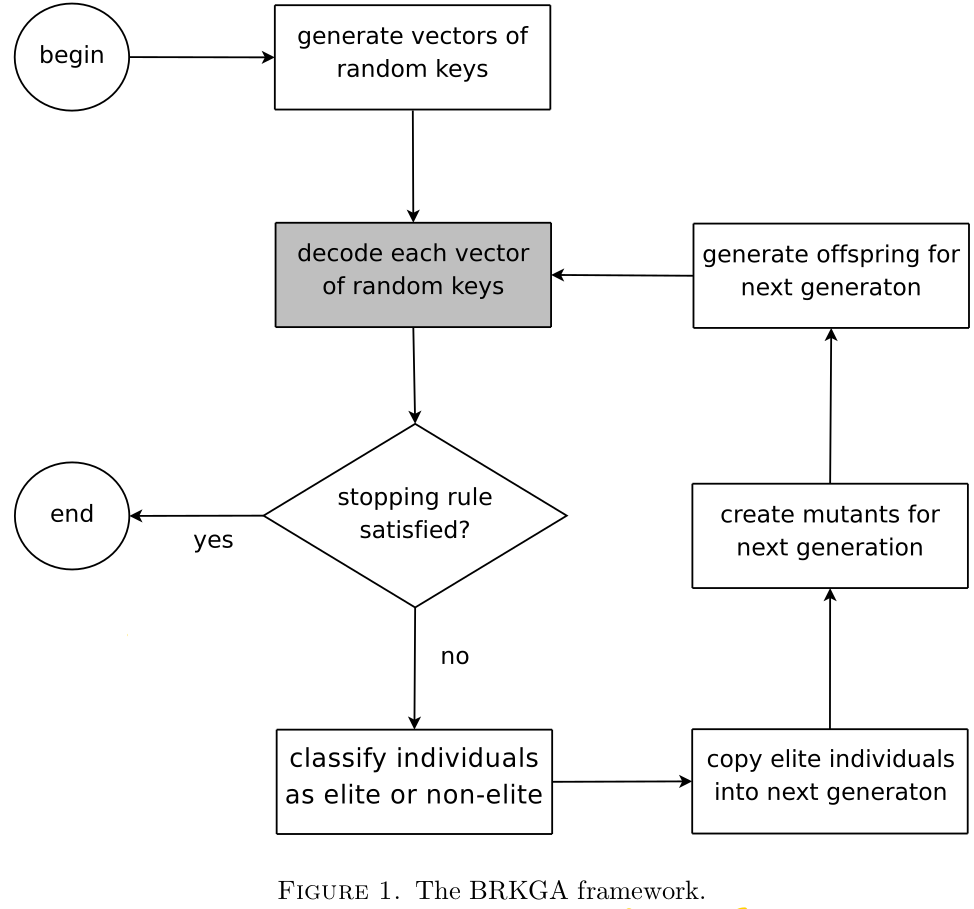 begin
generate vectors of
random keys
decode each vector
of random keys
generate offspring for
next generaton
stopping rule
satisfied?
end
yes
create mutants for
next generation
no
classify individuals
as elite or non-elite
copy elite individuals
into next generaton
FIGURE 1. The BRKGA framework.